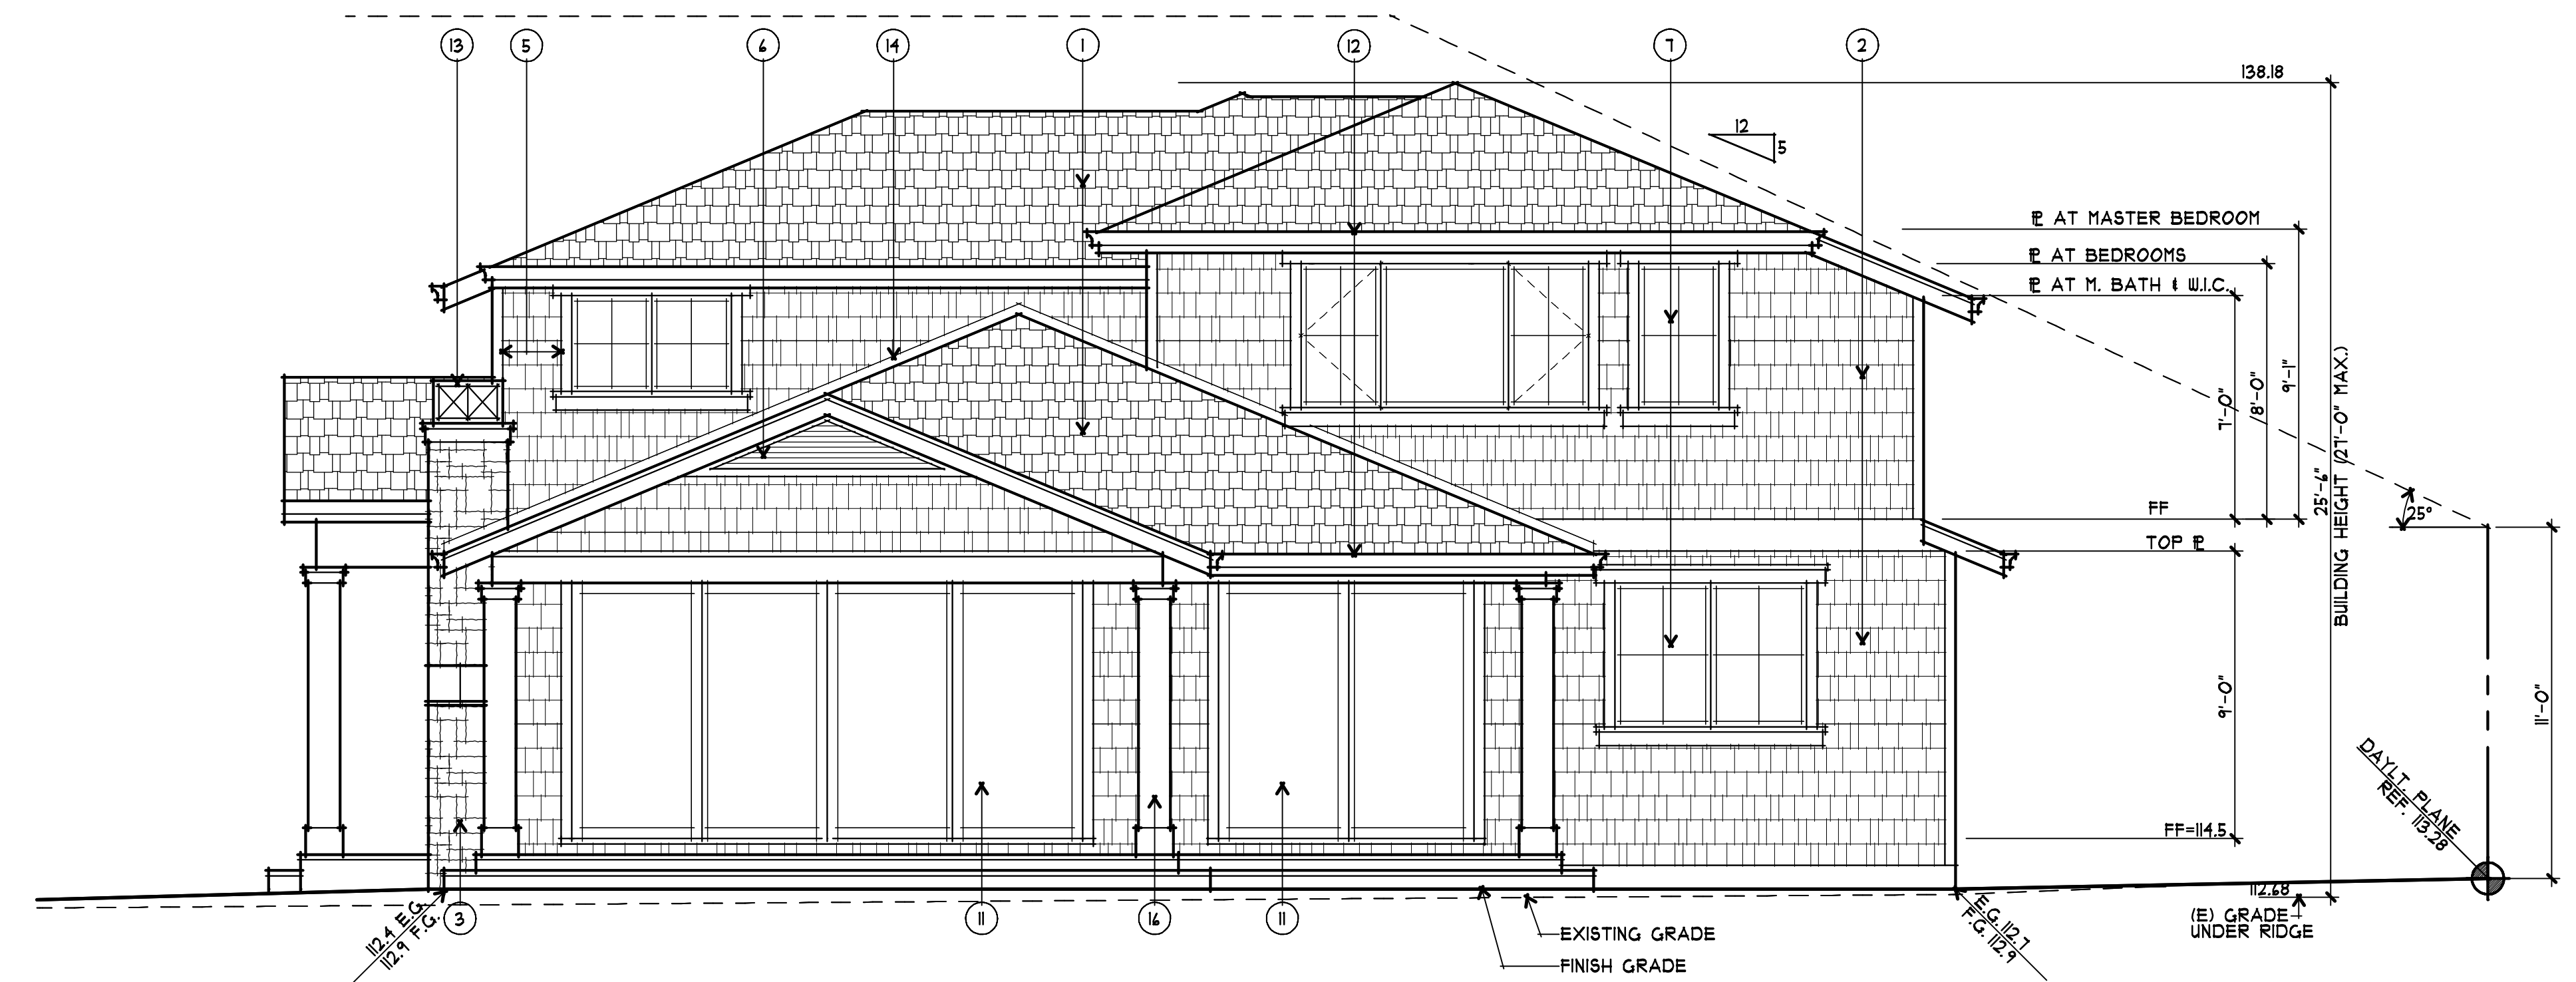 13 5 6 14 1 12 7 2
138.18
12
5
℄ AT MASTER BEDROOM
℄ AT BEDROOMS
℄ AT M. BATH & W.I.C.
7'-0"
8'-0"
9'-1"
25'-6"
BUILDING HEIGHT (27'-0" MAX.)
25°
FF
TOP ℄
9'-0"
11'-0"
FF=114.5
DAYLT. PLANE
REF. 113.28
112.68
(E) GRADE
UNDER RIDGE
112.4 E.G.
112.9 F.G.
3 11 16 11
EXISTING GRADE
FINISH GRADE
E.G. 112.7
F.G. 112.9